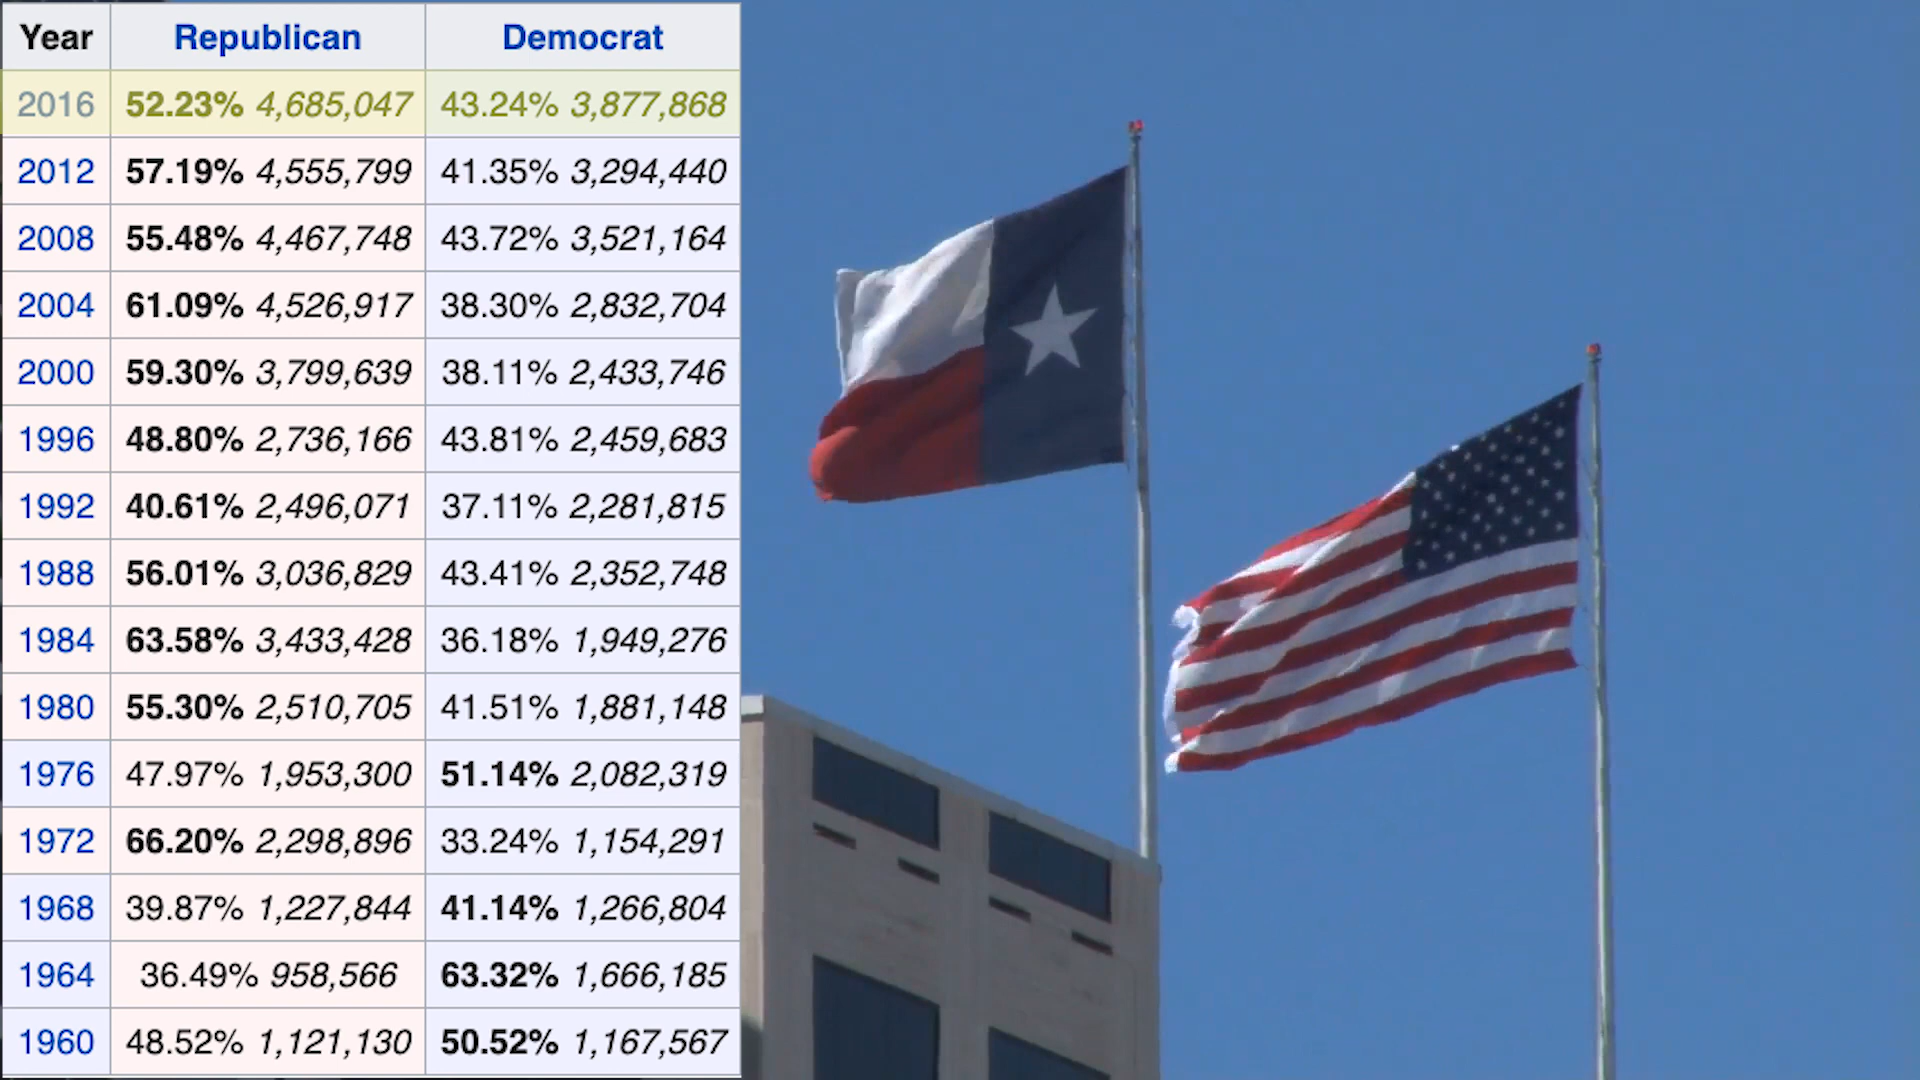 Year Republican Democrat
2016 52.23% 4,685,047 43.24% 3,877,868
2012 57.19% 4,555,799 41.35% 3,294,440
2008 55.48% 4,467,748 43.72% 3,521,164
2004 61.09% 4,526,917 38.30% 2,832,704
2000 59.30% 3,799,639 38.11% 2,433,746
1996 48.80% 2,736,166 43.81% 2,459,683
1992 40.61% 2,496,071 37.11% 2,281,815
1988 56.01% 3,036,829 43.41% 2,352,748
1984 63.58% 3,433,428 36.18% 1,949,276
1980 55.30% 2,510,705 41.51% 1,881,148
1976 47.97% 1,953,300 51.14% 2,082,319
1972 66.20% 2,298,896 33.24% 1,154,291
1968 39.87% 1,227,844 41.14% 1,266,804
1964 36.49% 958,566 63.32% 1,666,185
1960 48.52% 1,121,130 50.52% 1,167,567